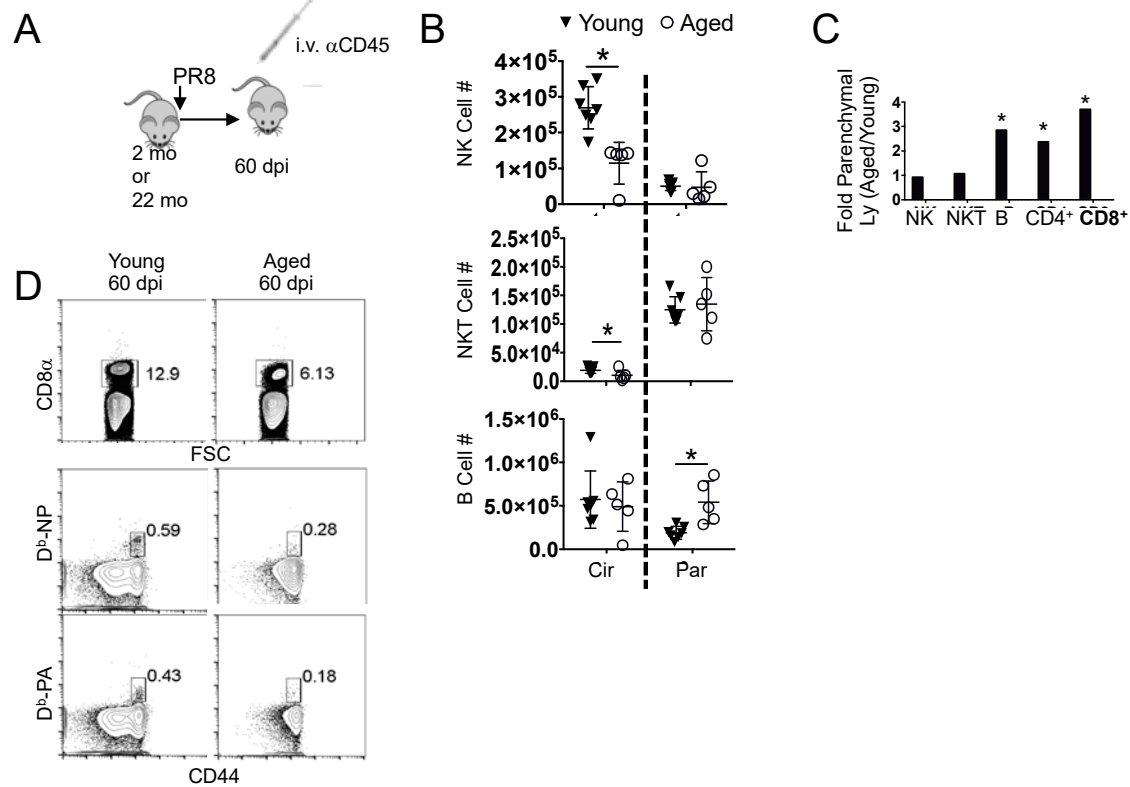 A
i.v. αCD45
PR8
2 mo
or
22 mo
60 dpi
B
▼ Young ○ Aged
NK Cell #
4×10⁵
3×10⁵
2×10⁵
1×10⁵
0
*
NKT Cell #
2.5×10⁵
2.0×10⁵
1.5×10⁵
1.0×10⁵
5.0×10⁴
0.0
*
B Cell #
1.5×10⁶
1.0×10⁶
5.0×10⁵
0.0
*
Cir Par
C
Fold Parenchymal
Ly (Aged/Young)
4
3
2
1
0
* * *
NK NKT B CD4⁺ CD8⁺
D
Young
60 dpi
Aged
60 dpi
CD8α
12.9
6.13
FSC
Dᵇ-NP
0.59
0.28
Dᵇ-PA
0.43
0.18
CD44